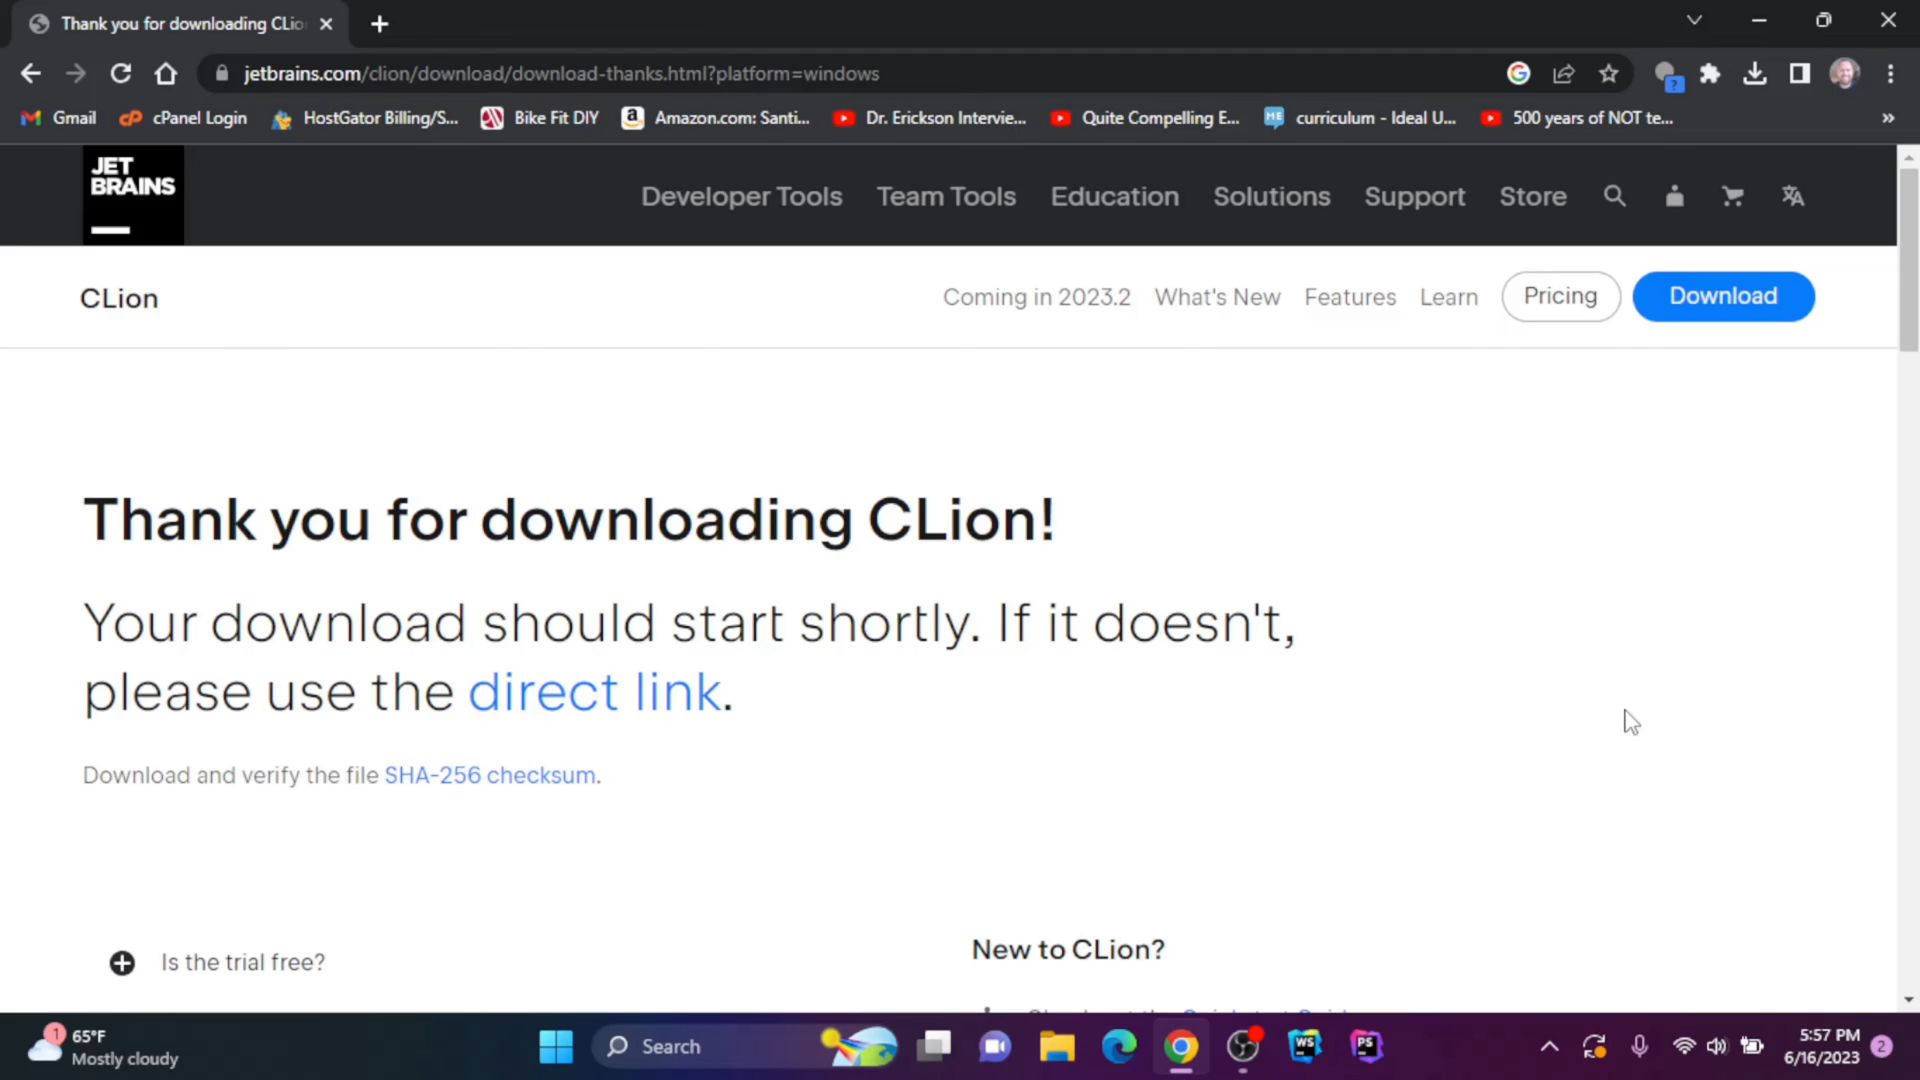 Thank you for downloading CLio
jetbrains.com/clion/download/download-thanks.html?platform=windows
Gmail
cPanel Login
HostGator Billing/S...
Bike Fit DIY
Amazon.com: Santi...
Dr. Erickson Intervie...
Quite Compelling E...
curriculum - Ideal U...
500 years of NOT te...
JET
BRAINS
Developer Tools
Team Tools
Education
Solutions
Support
Store
CLion
Coming in 2023.2
What's New
Features
Learn
Pricing
Download
Thank you for downloading CLion!
Your download should start shortly. If it doesn't,
please use the direct link.
Download and verify the file SHA-256 checksum.
Is the trial free?
New to CLion?
1
65°F
Mostly cloudy
Search
WS
PS
5:57 PM
6/16/2023
2